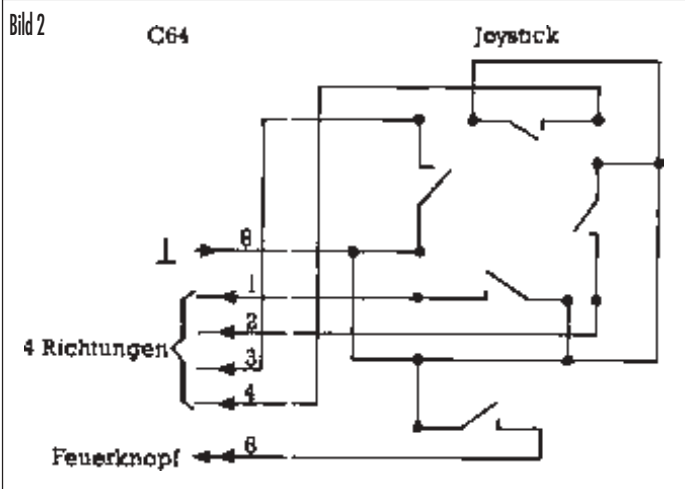 Bild 2
C64 Joystick
⊥ 8
1
2
4 Richtungen
3
4
Feuerknopf 6